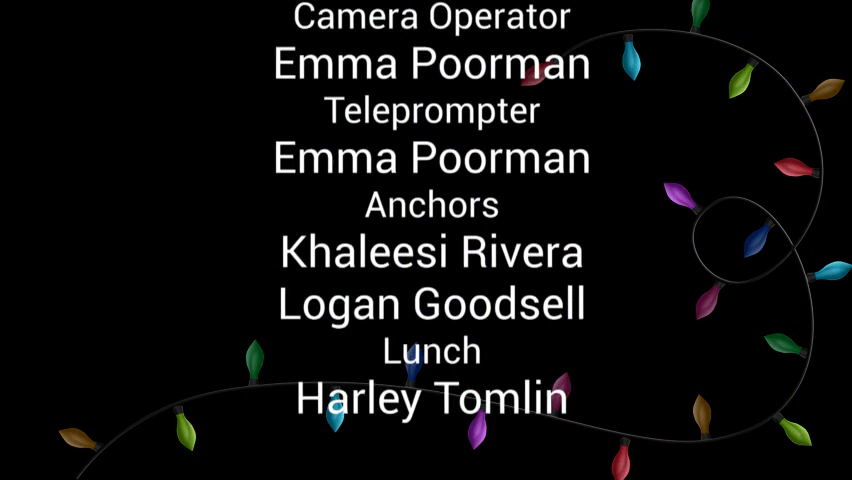 Camera Operator
Emma Poorman
Teleprompter
Emma Poorman
Anchors
Khaleesi Rivera
Logan Goodsell
Lunch
Harley Tomlin